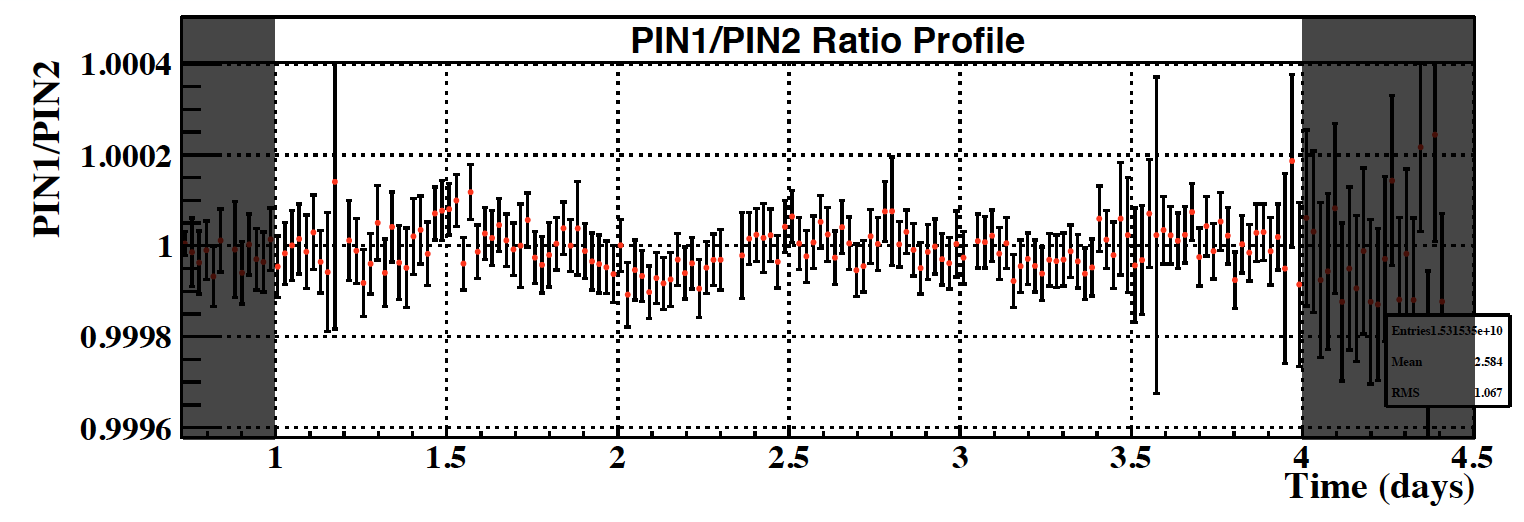 PIN1/PIN2 Ratio Profile
PIN1/PIN2
1.0004
1.0002
1
0.9998
0.9996
Entries1.531535e+10
Mean 2.584
RMS 1.067
1 1.5 2 2.5 3 3.5 4 4.5
Time (days)